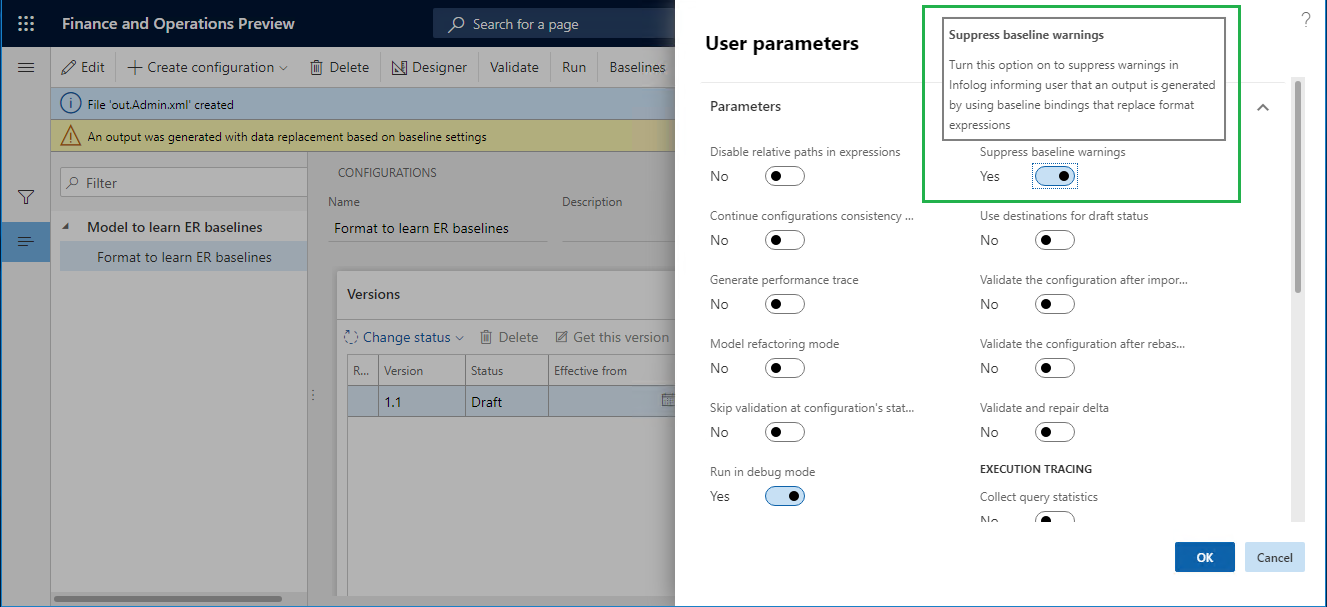 Finance and Operations Preview
Search for a page
?
Edit
Create configuration
Delete
Designer
Validate
Run
Baselines
File 'out.Admin.xml' created
An output was generated with data replacement based on baseline settings
Filter
Model to learn ER baselines
Format to learn ER baselines
CONFIGURATIONS
Name
Description
Format to learn ER baselines
Versions
Change status
Delete
Get this version
R...
Version
Status
Effective from
1.1
Draft
User parameters
Suppress baseline warnings
Turn this option on to suppress warnings in
Infolog informing user that an output is generated
by using baseline bindings that replace format
expressions
Parameters
Disable relative paths in expressions
No
Suppress baseline warnings
Yes
Continue configurations consistency ...
No
Use destinations for draft status
No
Generate performance trace
No
Validate the configuration after impor...
No
Model refactoring mode
No
Validate the configuration after rebas...
No
Skip validation at configuration's stat...
No
Validate and repair delta
No
Run in debug mode
Yes
EXECUTION TRACING
Collect query statistics
No
OK
Cancel